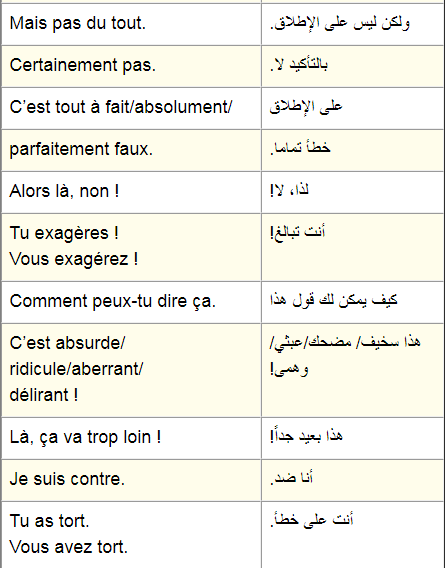 Mais pas du tout.
ولكن ليس على الإطلاق.
Certainement pas.
بالتأكيد لا.
C'est tout à fait/absolument/
على الإطلاق
parfaitement faux.
خطأ تماما.
Alors là, non !
لذا، لا!
Tu exagères !
Vous exagérez !
أنت تبالغ!
Comment peux-tu dire ça.
كيف يمكن لك قول هذا
C'est absurde/
ridicule/aberrant/
délirant !
هذا سخيف/ مضحك/عبثي/
وهمى!
Là, ça va trop loin !
هذا بعيد جداً!
Je suis contre.
أنا ضد.
Tu as tort.
Vous avez tort.
أنت على خطأ.